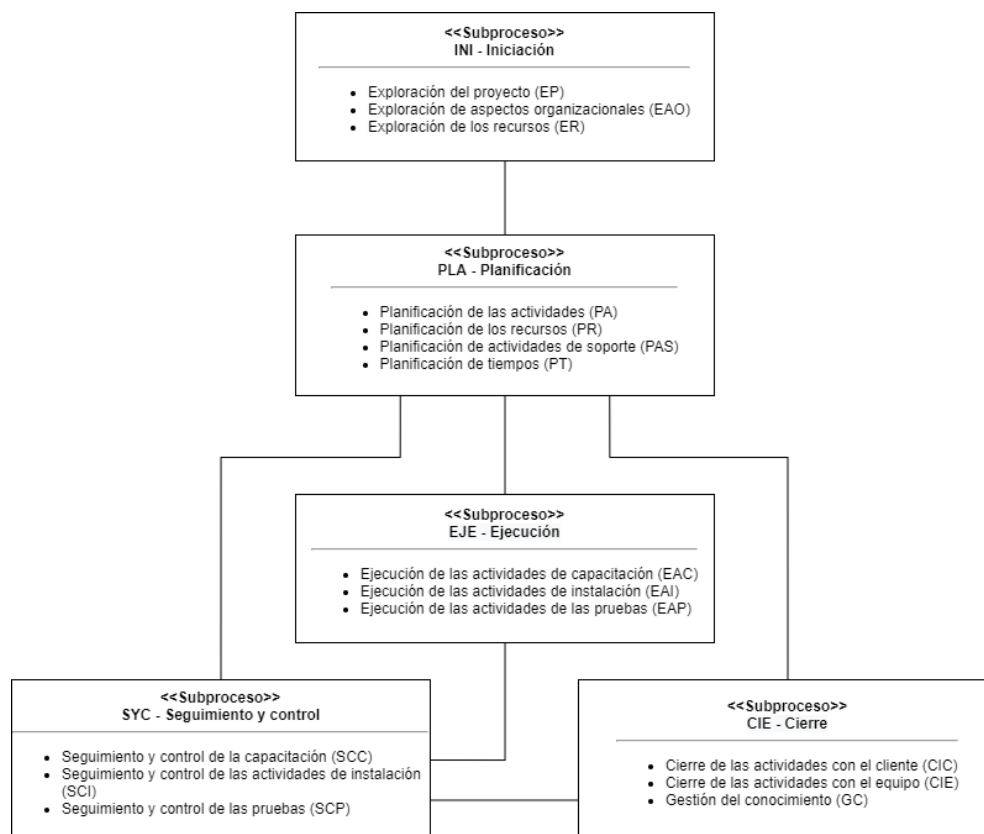 <<Subproceso>>
INI - Iniciación
Exploración del proyecto (EP)
Exploración de aspectos organizacionales (EAO)
Exploración de los recursos (ER)
<<Subproceso>>
PLA - Planificación
Planificación de las actividades (PA)
Planificación de los recursos (PR)
Planificación de actividades de soporte (PAS)
Planificación de tiempos (PT)
<<Subproceso>>
EJE - Ejecución
Ejecución de las actividades de capacitación (EAC)
Ejecución de las actividades de instalación (EAI)
Ejecución de las actividades de las pruebas (EAP)
<<Subproceso>>
SYC - Seguimiento y control
Seguimiento y control de la capacitación (SCC)
Seguimiento y control de las actividades de instalación
(SCI)
Seguimiento y control de las pruebas (SCP)
<<Subproceso>>
CIE - Cierre
Cierre de las actividades con el cliente (CIC)
Cierre de las actividades con el equipo (CIE)
Gestión del conocimiento (GC)